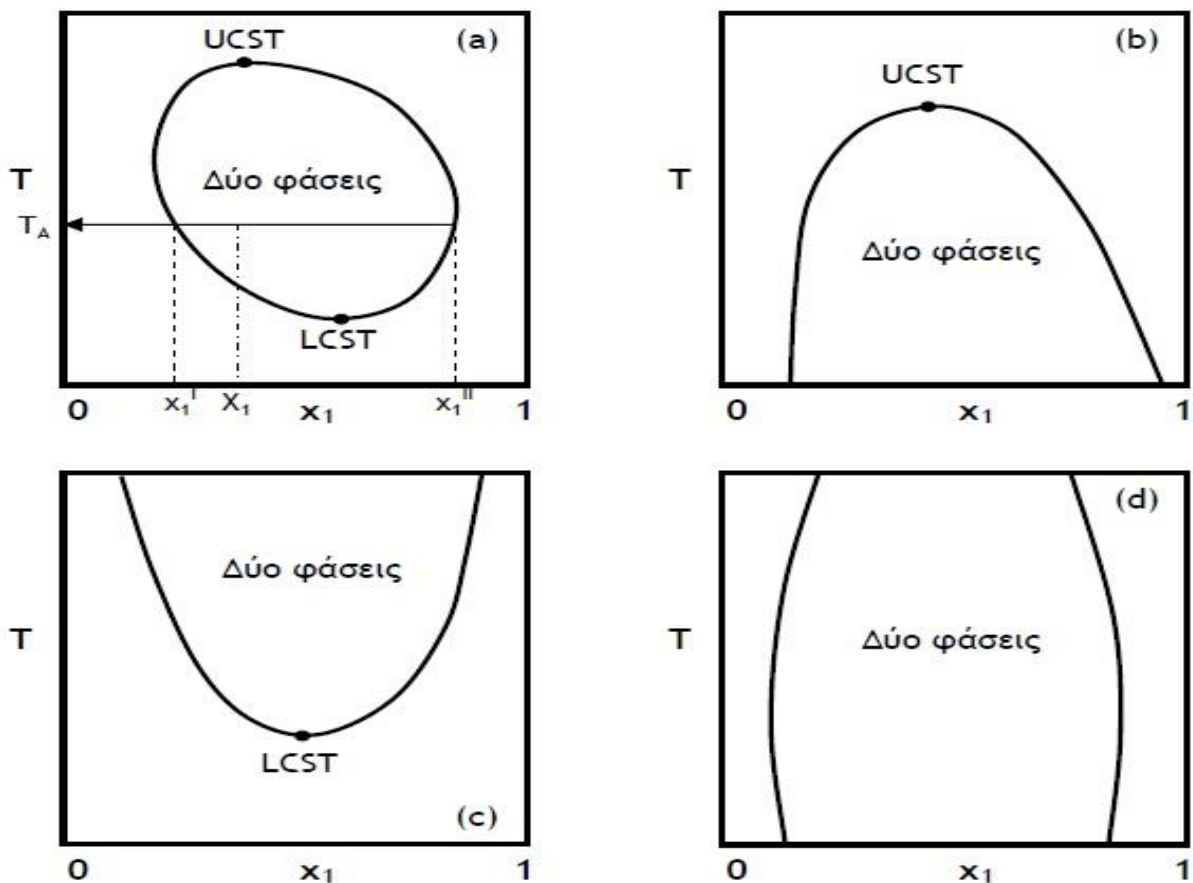 (a)
UCST
Δύο φάσεις
T
T_A
LCST
0 x₁ᴵ X₁ x₁ x₁ᴵᴵ 1
(b)
UCST
T
Δύο φάσεις
0 x₁ 1
Δύο φάσεις
T
LCST
(c)
0 x₁ 1
(d)
T
Δύο φάσεις
0 x₁ 1